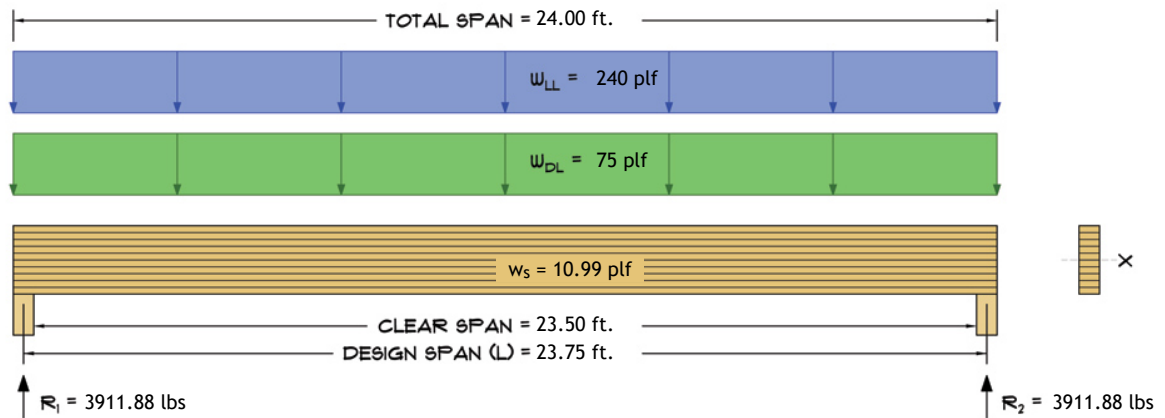 TOTAL SPAN = 24.00 ft.
WLL = 240 plf
WDL = 75 plf
ws = 10.99 plf
X
CLEAR SPAN = 23.50 ft.
DESIGN SPAN (L) = 23.75 ft.
R1 = 3911.88 lbs
R2 = 3911.88 lbs